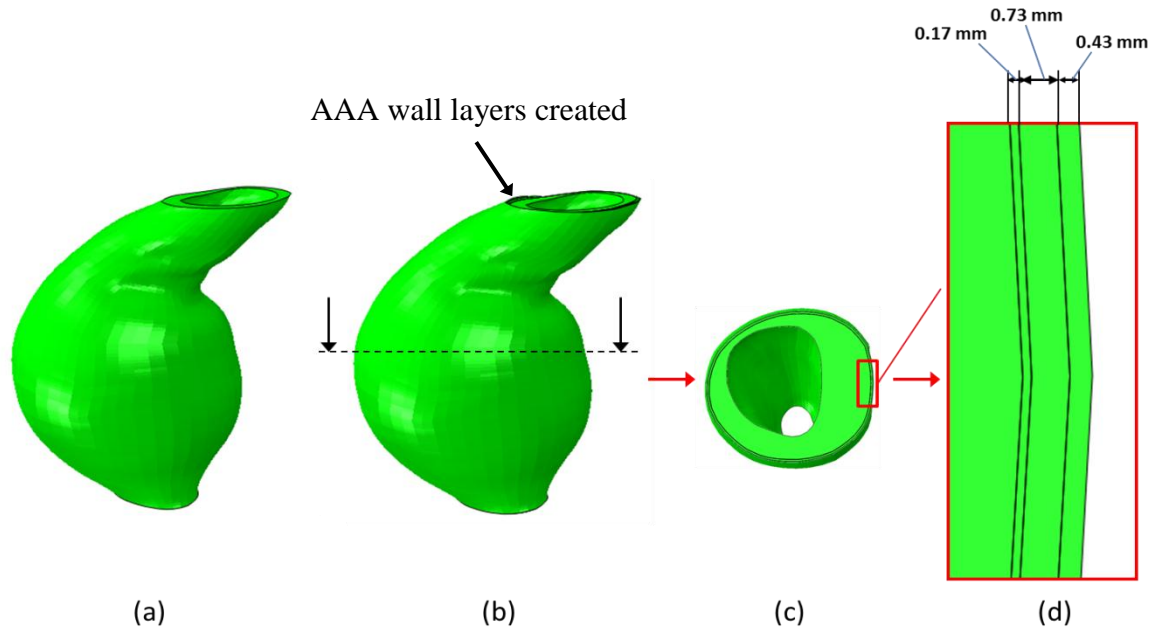 0.73 mm
0.17 mm
0.43 mm
AAA wall layers created
(a)
(b)
(c)
(d)